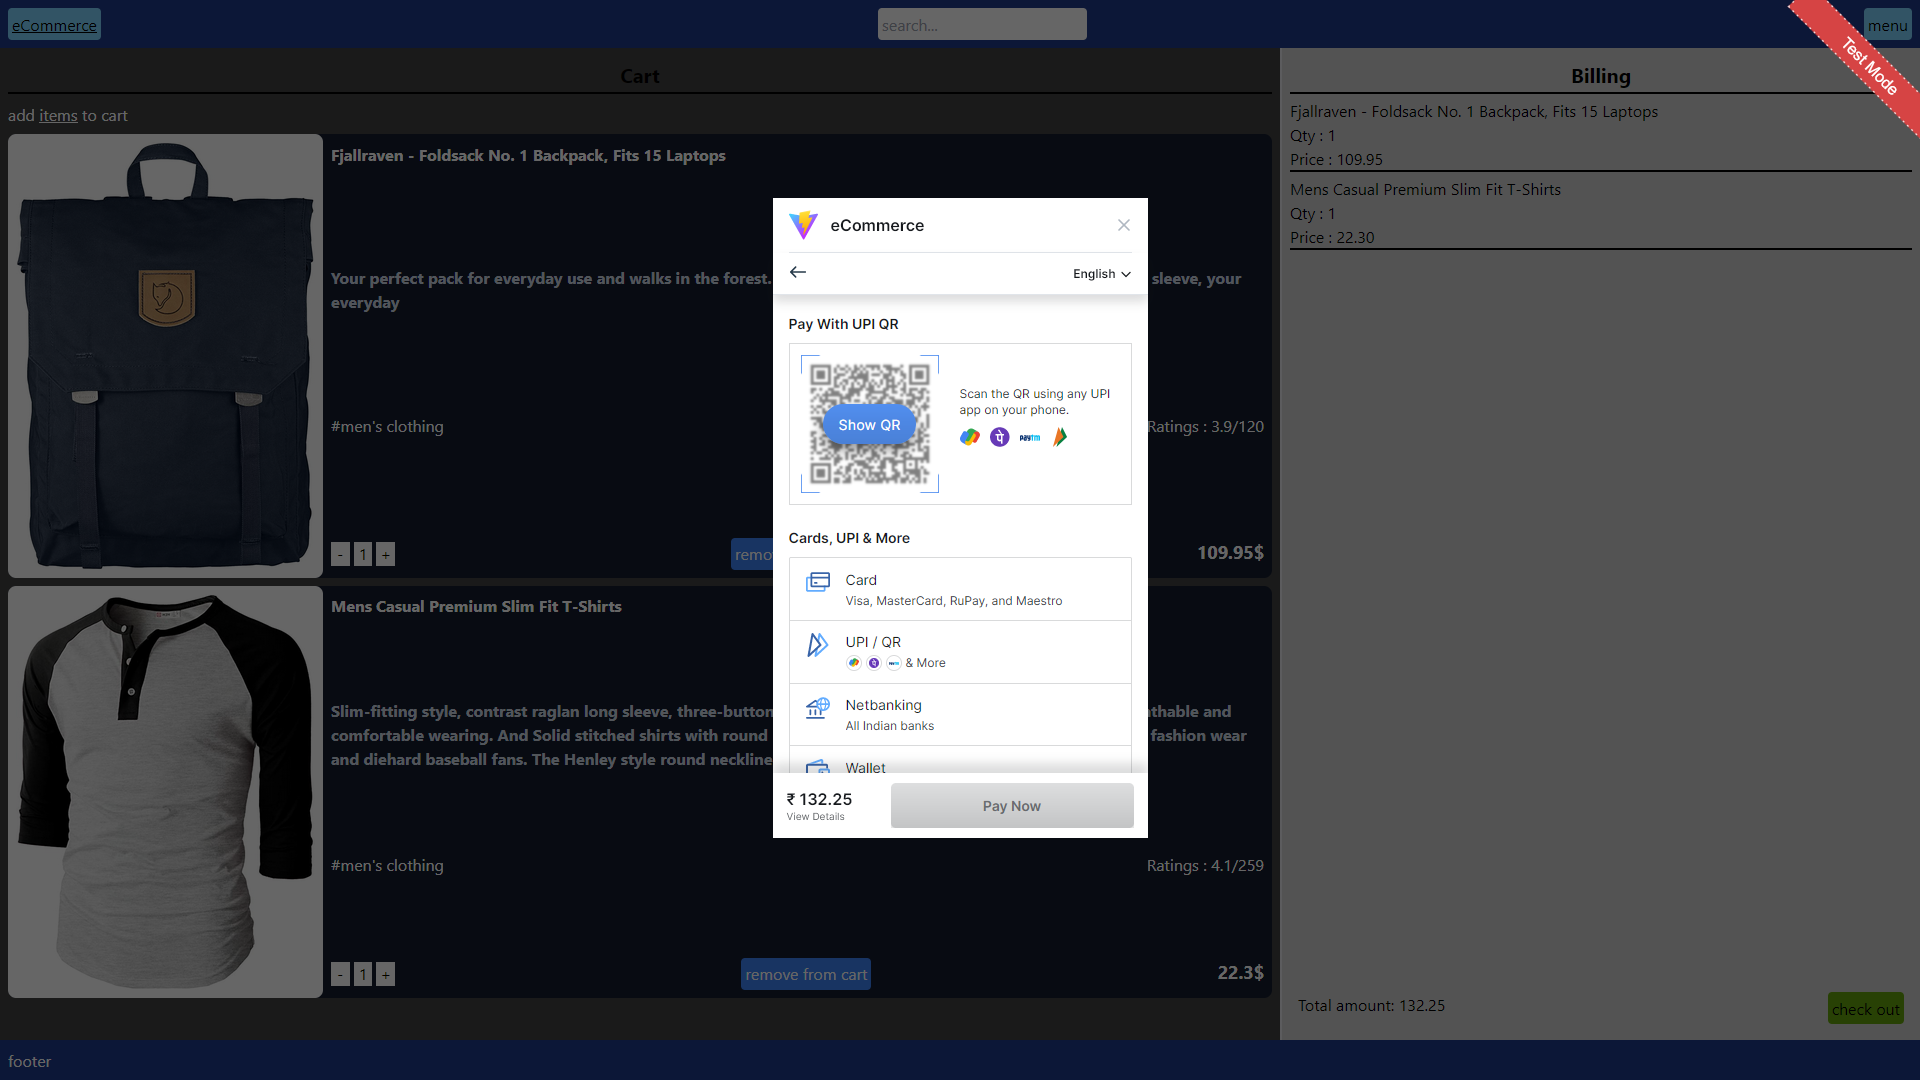 eCommerce
search...
menu
Test Mode
Cart
add items to cart
Fjallraven - Foldsack No. 1 Backpack, Fits 15 Laptops
Your perfect pack for everyday use and walks in the forest. sleeve, your
everyday
#men's clothing
Ratings : 3.9/120
- 1 +
remo
109.95$
Mens Casual Premium Slim Fit T-Shirts
Slim-fitting style, contrast raglan long sleeve, three-button
comfortable wearing. And Solid stitched shirts with round fashion wear
and diehard baseball fans. The Henley style round neckline
#men's clothing
Ratings : 4.1/259
- 1 +
remove from cart
22.3$
eCommerce
English
Pay With UPI QR
Show QR
Scan the QR using any UPI
app on your phone.
paytm
Cards, UPI & More
Card
Visa, MasterCard, RuPay, and Maestro
UPI / QR
& More
Netbanking
All Indian banks
Wallet
₹ 132.25
View Details
Pay Now
Billing
Fjallraven - Foldsack No. 1 Backpack, Fits 15 Laptops
Qty : 1
Price : 109.95
Mens Casual Premium Slim Fit T-Shirts
Qty : 1
Price : 22.30
Total amount: 132.25
check out
footer